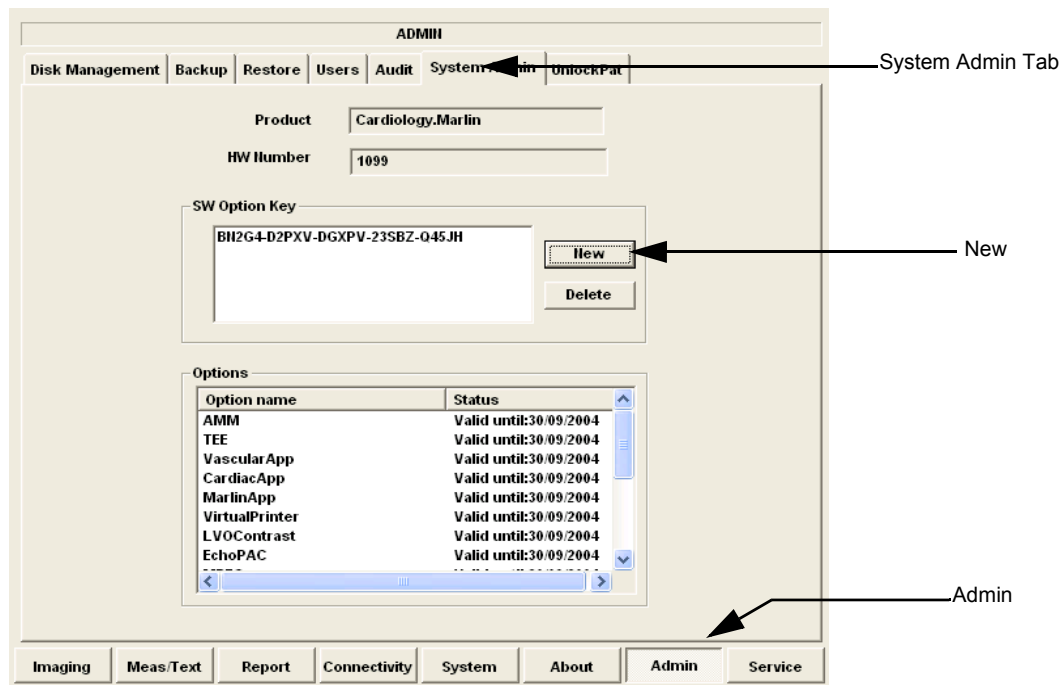 ADMIN
Disk Management Backup Restore Users Audit System Admin UnlockPat
System Admin Tab
Product Cardiology.Marlin
HW Number 1099
SW Option Key
BN2G4-D2PXV-DGXPV-23SBZ-Q45JH
New
New
Delete
Options
Option name Status
AMM Valid until:30/09/2004
TEE Valid until:30/09/2004
VascularApp Valid until:30/09/2004
CardiacApp Valid until:30/09/2004
MarlinApp Valid until:30/09/2004
VirtualPrinter Valid until:30/09/2004
LVOContrast Valid until:30/09/2004
EchoPAC Valid until:30/09/2004
Admin
Imaging Meas/Text Report Connectivity System About Admin Service